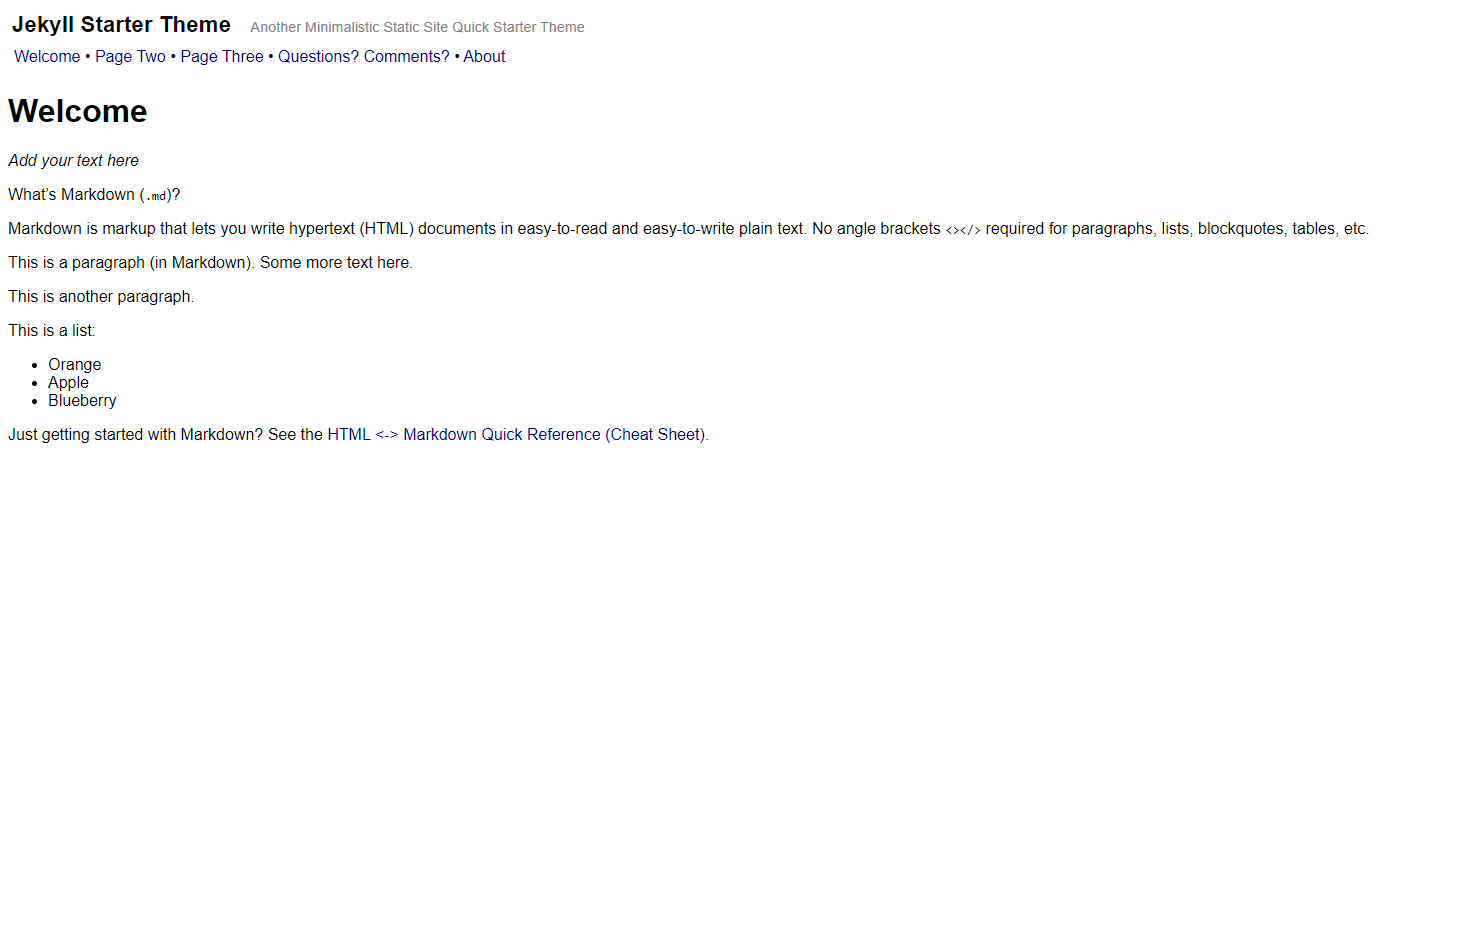 Jekyll Starter Theme Another Minimalistic Static Site Quick Starter Theme
Welcome • Page Two • Page Three • Questions? Comments? • About
Welcome
Add your text here
What's Markdown (.md)?
Markdown is markup that lets you write hypertext (HTML) documents in easy-to-read and easy-to-write plain text. No angle brackets <></> required for paragraphs, lists, blockquotes, tables, etc.
This is a paragraph (in Markdown). Some more text here.
This is another paragraph.
This is a list:
• Orange
• Apple
• Blueberry
Just getting started with Markdown? See the HTML <-> Markdown Quick Reference (Cheat Sheet).